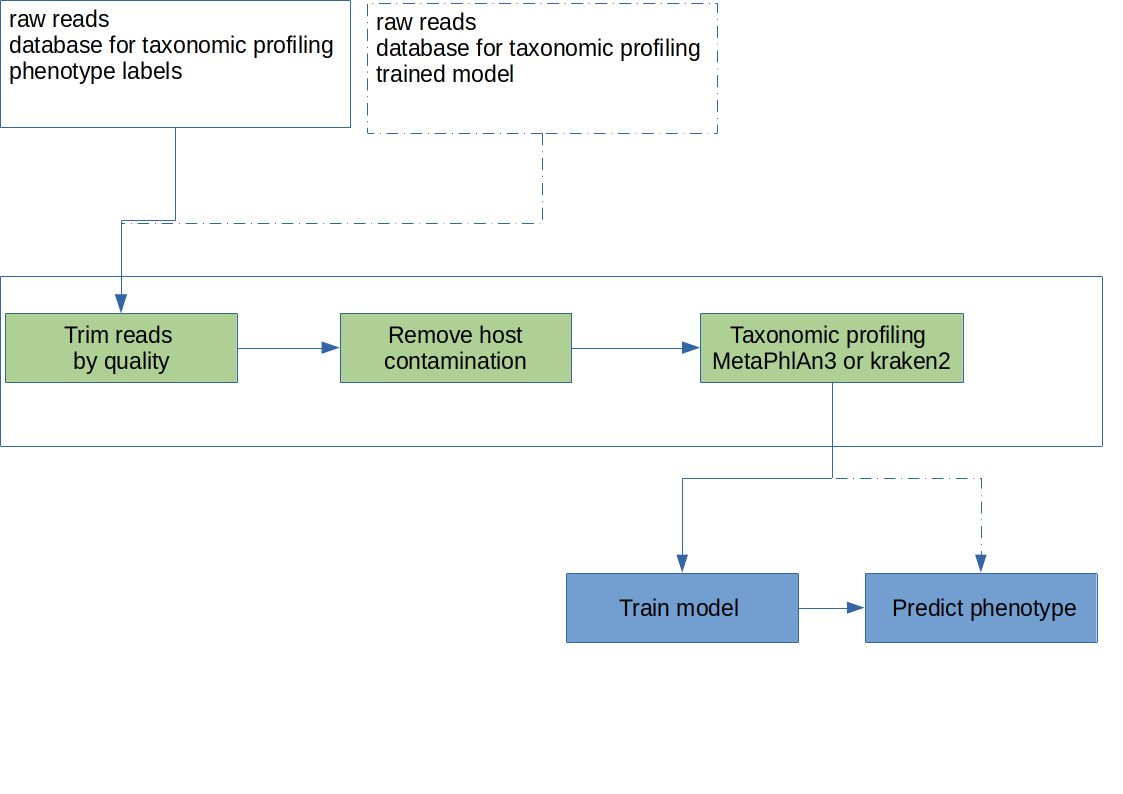 raw reads
database for taxonomic profiling
phenotype labels
raw reads
database for taxonomic profiling
trained model
Trim reads
by quality
Remove host
contamination
Taxonomic profiling
MetaPhlAn3 or kraken2
Train model
Predict phenotype